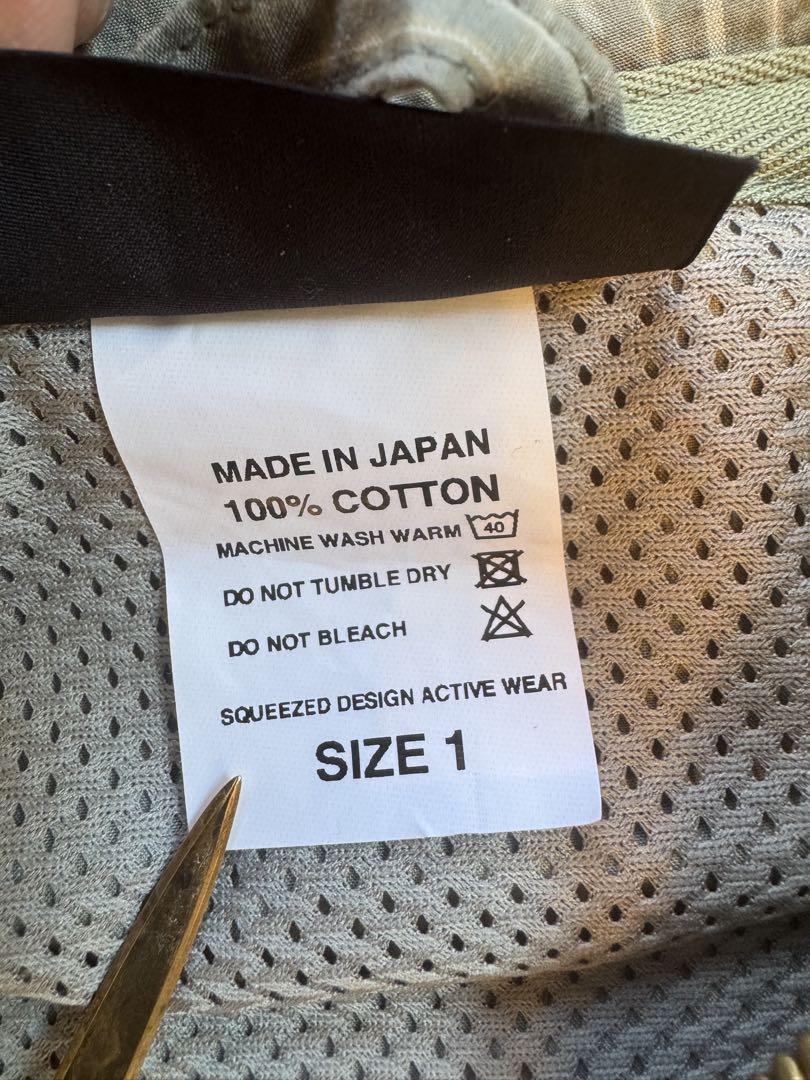 MADE IN JAPAN
100% COTTON
MACHINE WASH WARM 40
DO NOT TUMBLE DRY
DO NOT BLEACH
SQUEEZED DESIGN ACTIVE WEAR
SIZE 1